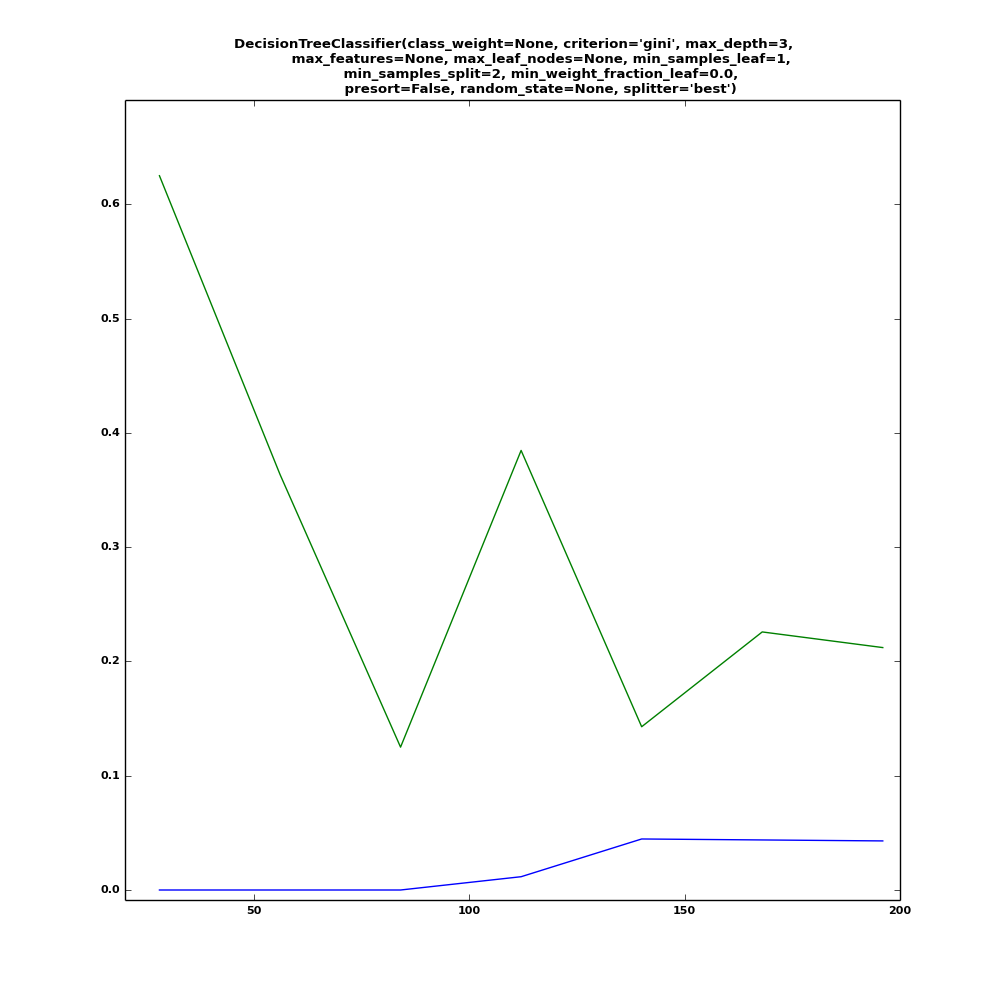 DecisionTreeClassifier(class_weight=None, criterion='gini', max_depth=3,
max_features=None, max_leaf_nodes=None, min_samples_leaf=1,
min_samples_split=2, min_weight_fraction_leaf=0.0,
presort=False, random_state=None, splitter='best')
0.6
0.5
0.4
0.3
0.2
0.1
0.0
50 100 150 200